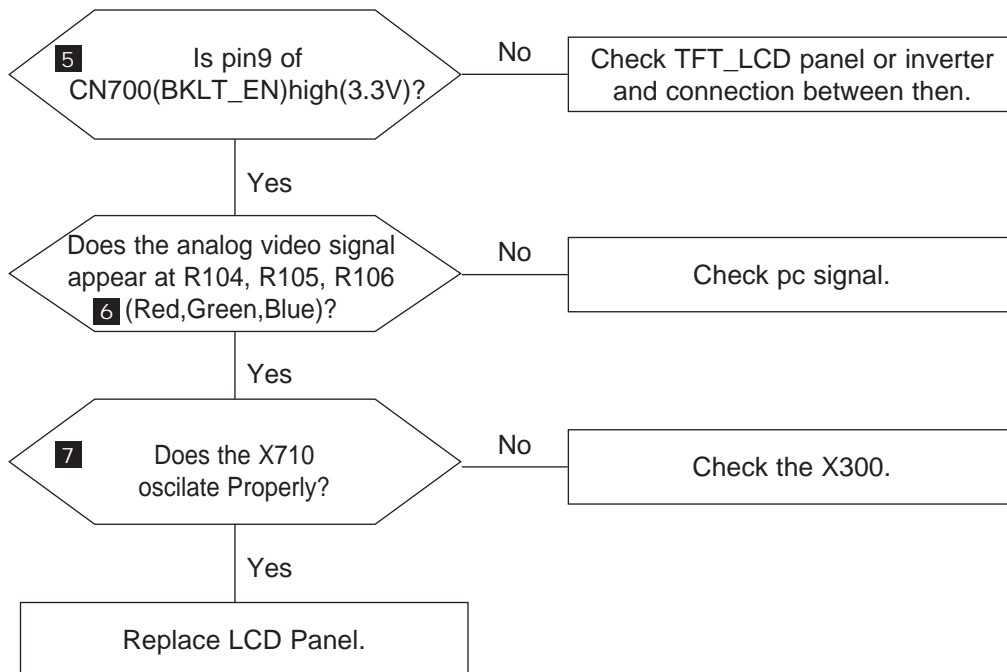 5 Is pin9 of
CN700(BKLT_EN)high(3.3V)?
No
Check TFT_LCD panel or inverter
and connection between then.
Yes
Does the analog video signal
appear at R104, R105, R106
6 (Red,Green,Blue)?
No
Check pc signal.
Yes
7 Does the X710
oscilate Properly?
No
Check the X300.
Yes
Replace LCD Panel.